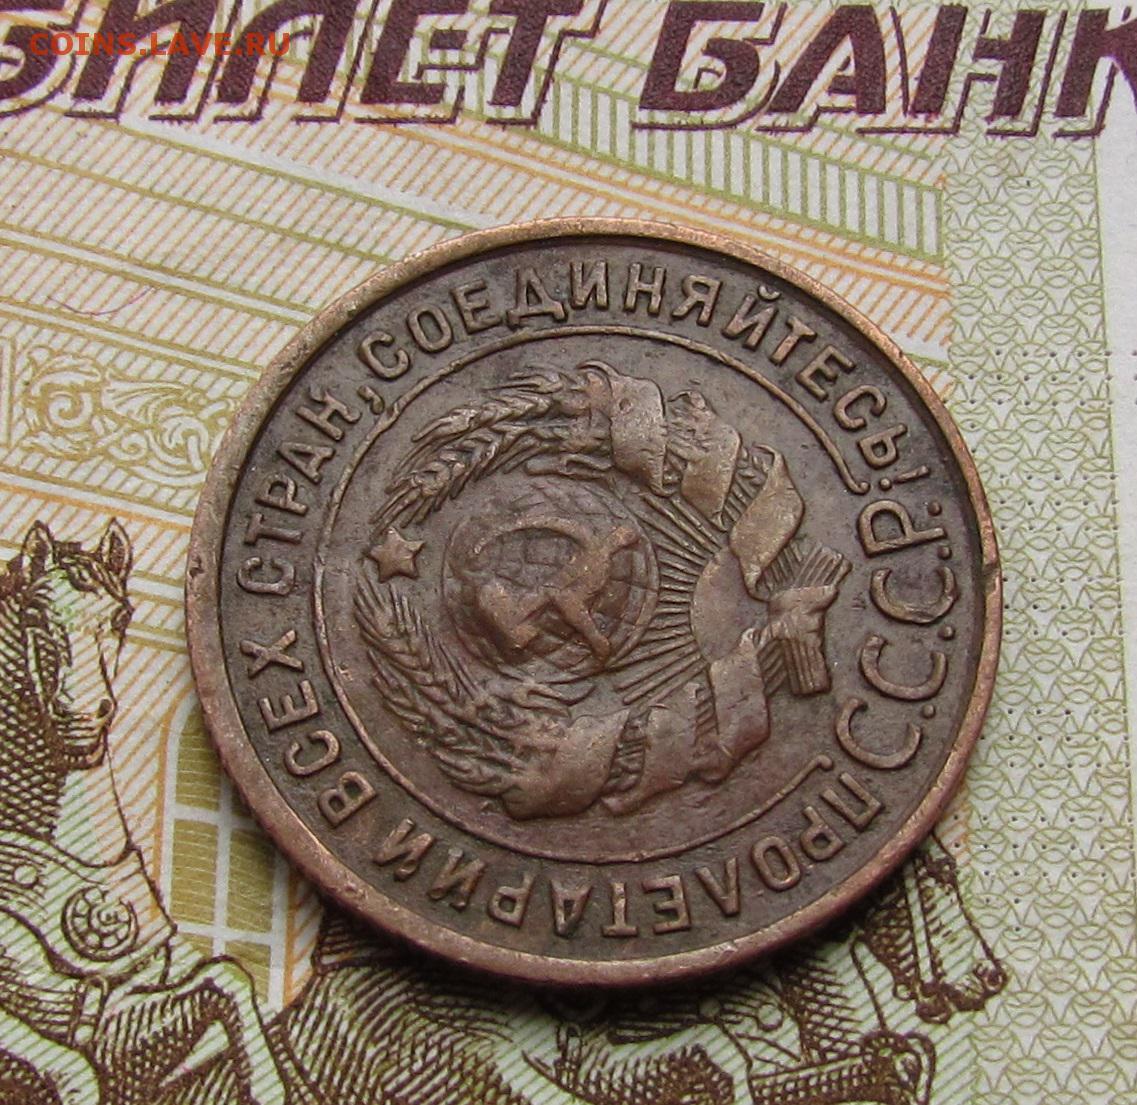 COINS.LAVE.RU
БИЛЕТ БАНК
ПРОЛЕТАРИИ ВСЕХ СТРАН, СОЕДИНЯЙТЕСЬ!
С.С.С.Р.